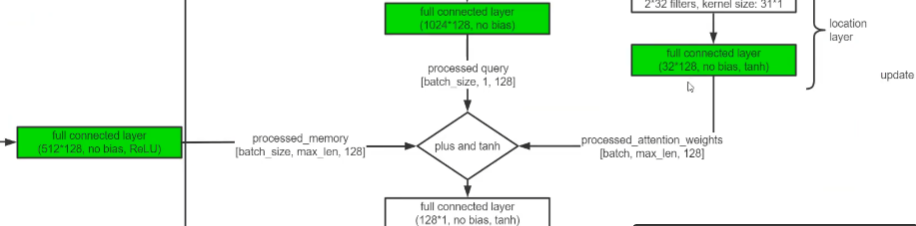 2*32 filters, kernel size: 31*1
full connected layer
(1024*128, no bias)
location
layer
full connected layer
(32*128, no bias, tanh)
processed query
[batch_size, 1, 128]
update
full connected layer
(512*128, no bias, ReLU)
processed_memory
[batch_size, max_len, 128]
plus and tanh
processed_attention_weights
[batch, max_len, 128]
full connected layer
(128*1, no bias, tanh)